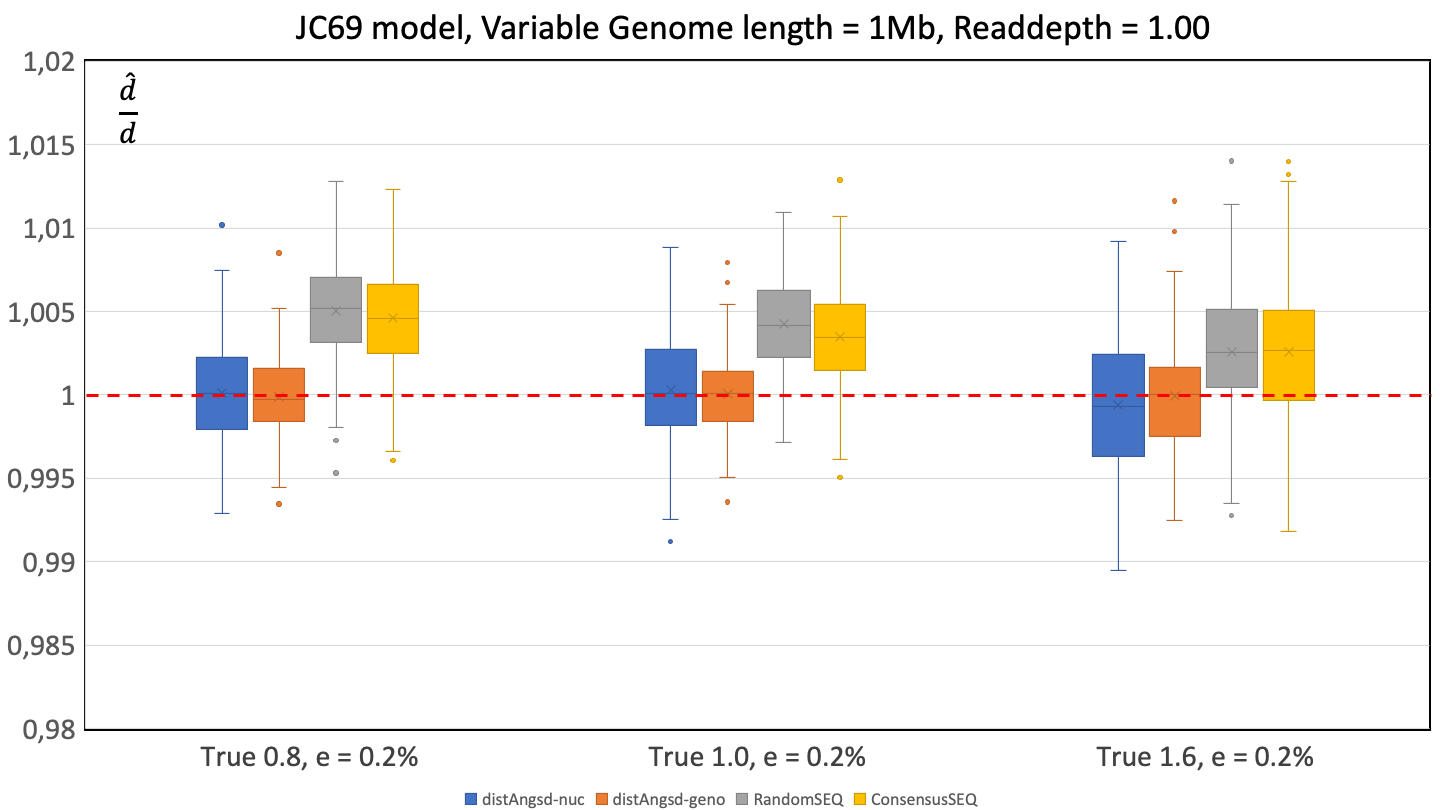 JC69 model, Variable Genome length = 1Mb, Readdepth = 1.00
1,02
d̂
d
1,015
1,01
1,005
1
0,995
0,99
0,985
0,98
True 0.8, e = 0.2% True 1.0, e = 0.2% True 1.6, e = 0.2%
distAngsd-nuc distAngsd-geno RandomSEQ ConsensusSEQ